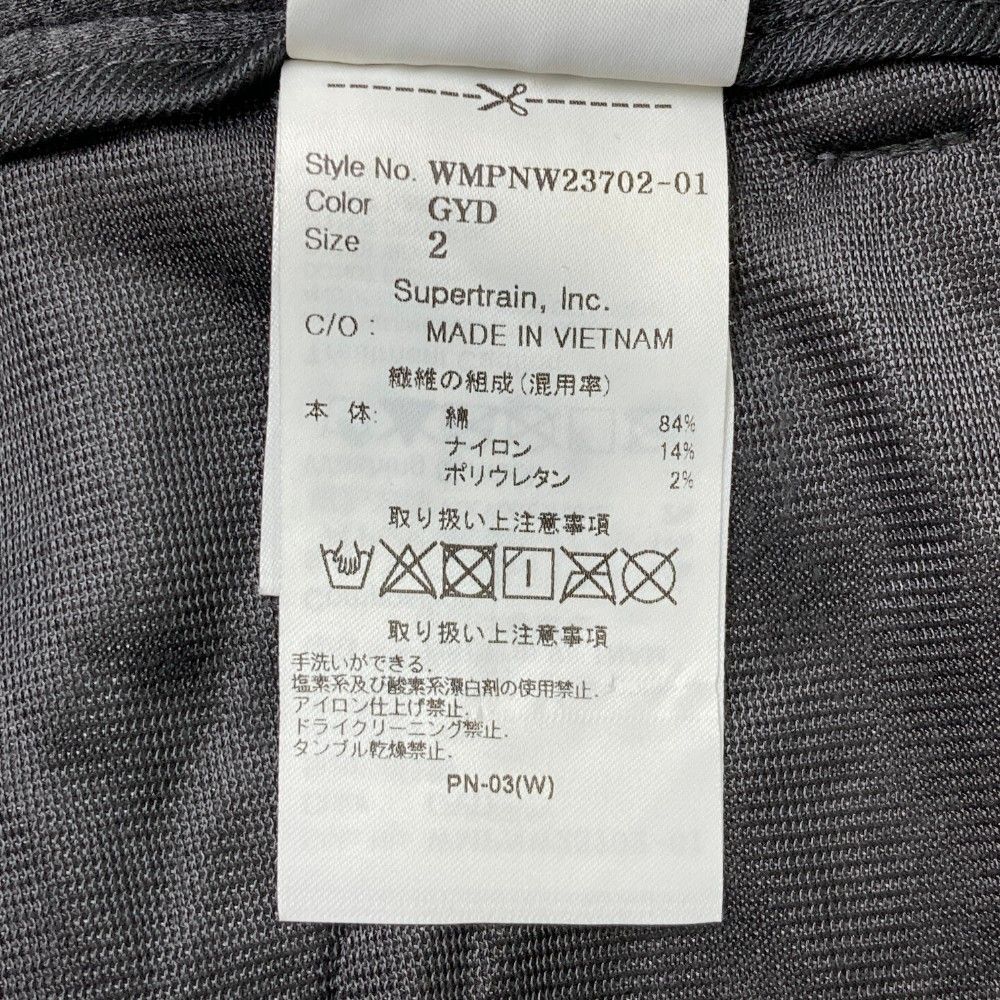 Style No. WMPNW23702-01
Color GYD
Size 2
Supertrain, Inc.
C/O : MADE IN VIETNAM
繊維の組成(混用率)
本 体: 綿 84%
ナイロン 14%
ポリウレタン 2%
取り扱い上注意事項
取り扱い上注意事項
手洗いができる.
塩素系及び酸素系漂白剤の使用禁止.
アイロン仕上げ禁止.
ドライクリーニング禁止.
タンブル乾燥禁止.
PN-03(W)